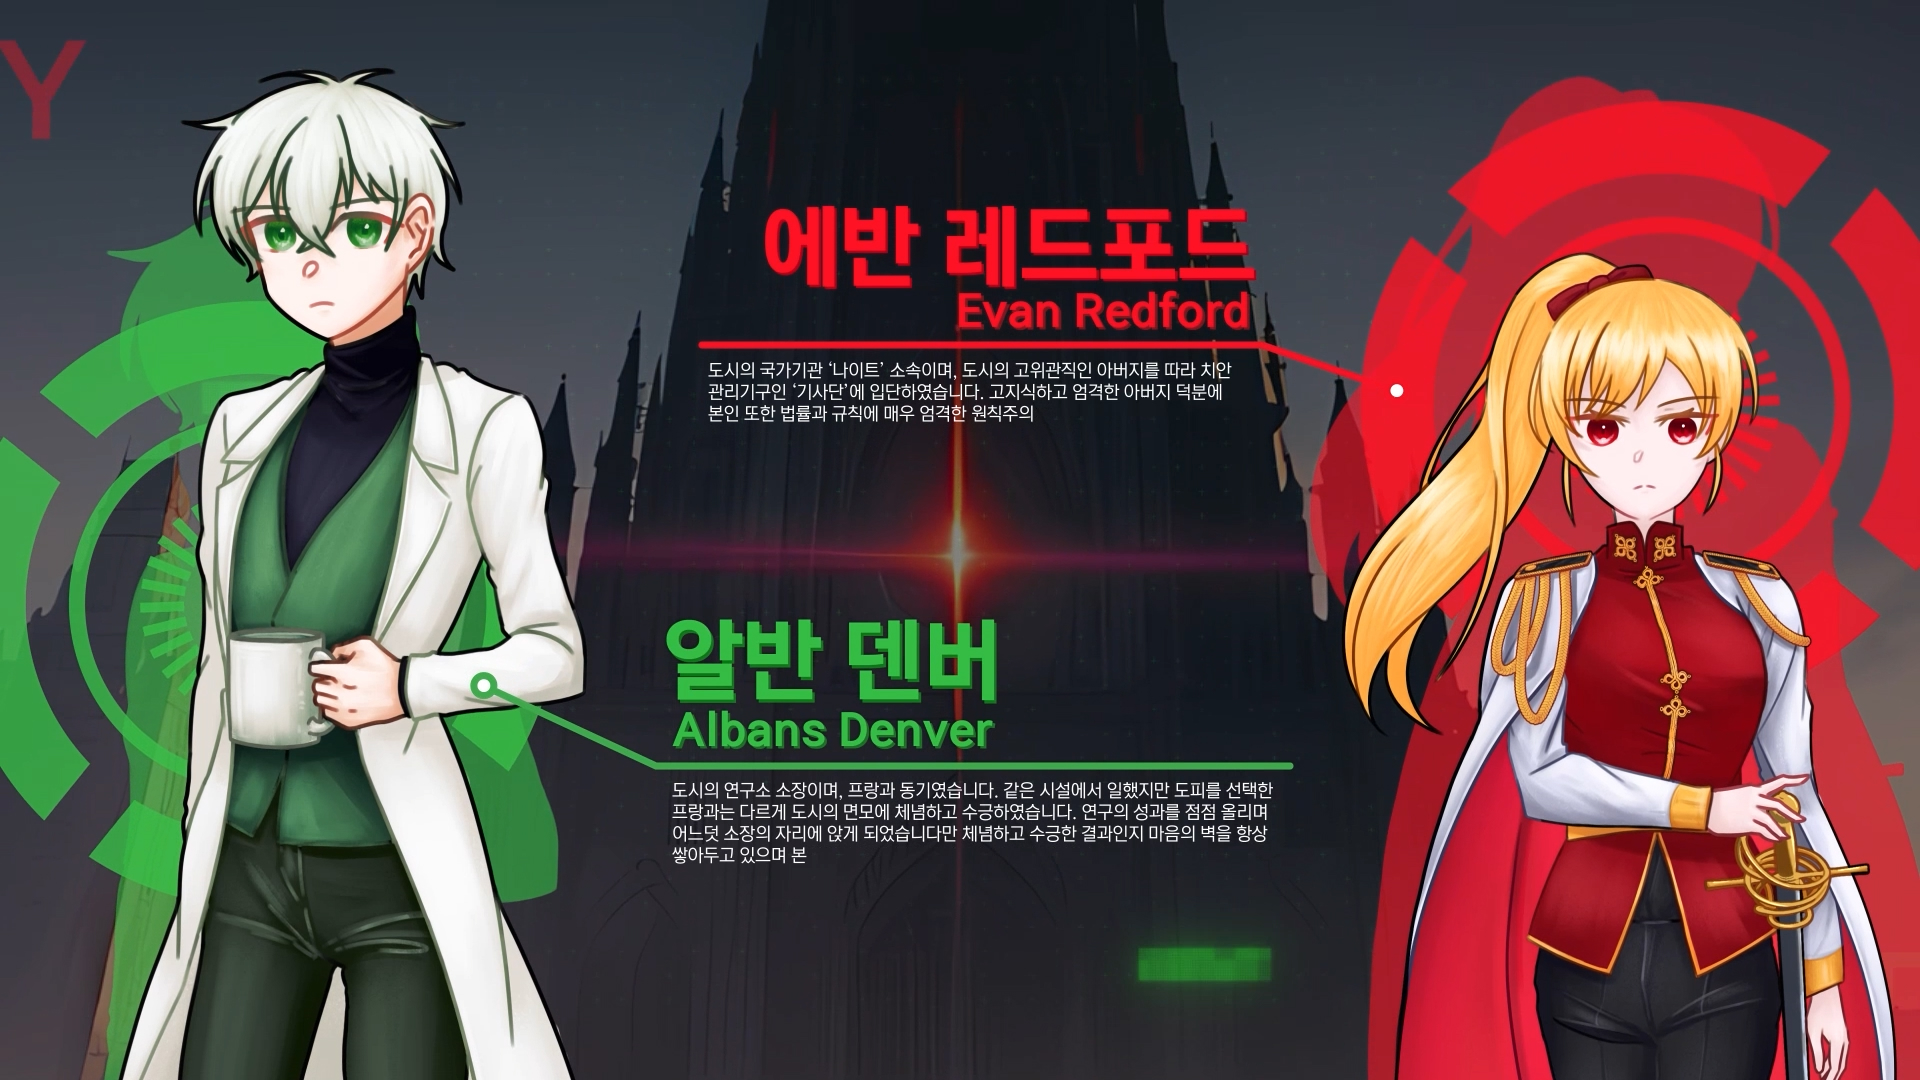 Y
에반 레드포드
Evan Redford
도시의 국가기관 ‘나이트’ 소속이며, 도시의 고위관직인 아버지를 따라 치안
관리기구인 ‘기사단’에 입단하였습니다. 고지식하고 엄격한 아버지 덕분에
본인 또한 법률과 규칙에 매우 엄격한 원칙주의
알반 덴버
Albans Denver
도시의 연구소 소장이며, 프랑과 동기였습니다. 같은 시설에서 일했지만 도피를 선택한
프랑과는 다르게 도시의 면모에 체념하고 수긍하였습니다. 연구의 성과를 점점 올리며
어느덧 소장의 자리에 앉게 되었습니다만 체념하고 수긍한 결과인지 마음의 벽을 항상
쌓아두고 있으며 본